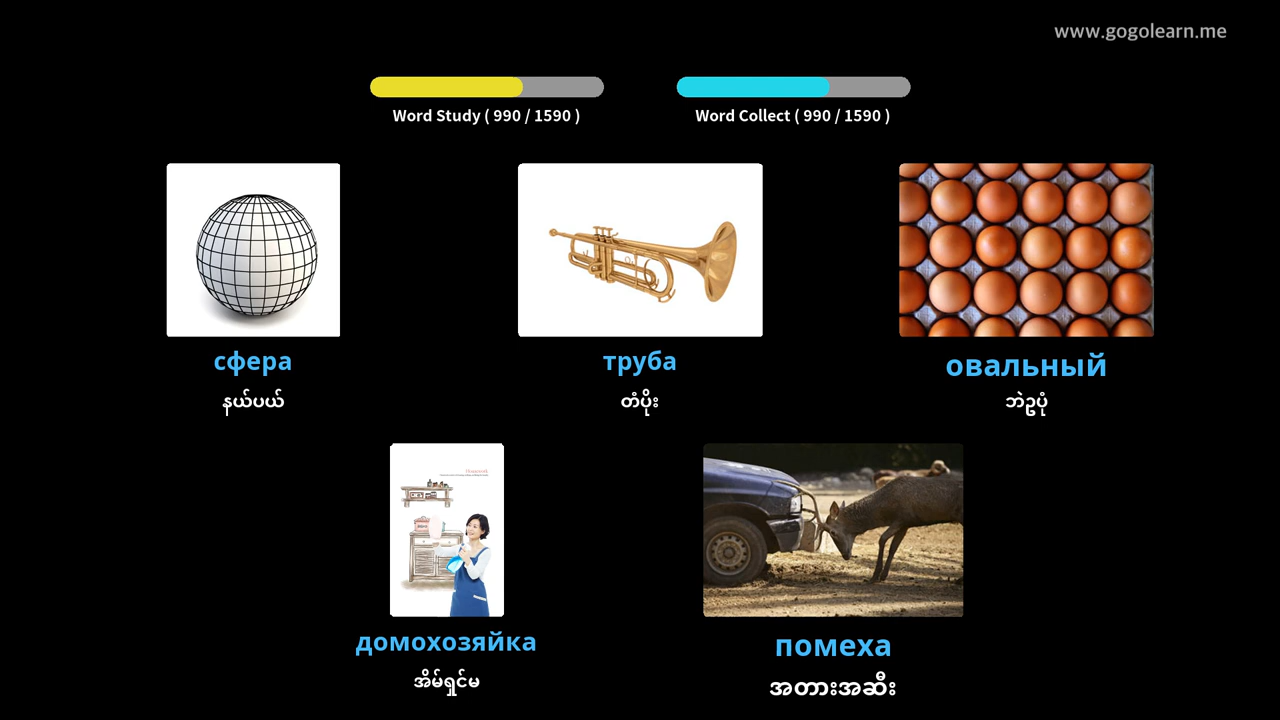 www.gogolearn.me
Word Study ( 990 / 1590 )
Word Collect ( 990 / 1590 )
сфера
труба
овальный
နယ်ပယ်
တံပိုး
ဘဲဥပုံ
домохозяйка
помеха
အိမ်ရှင်မ
အတားအဆီး